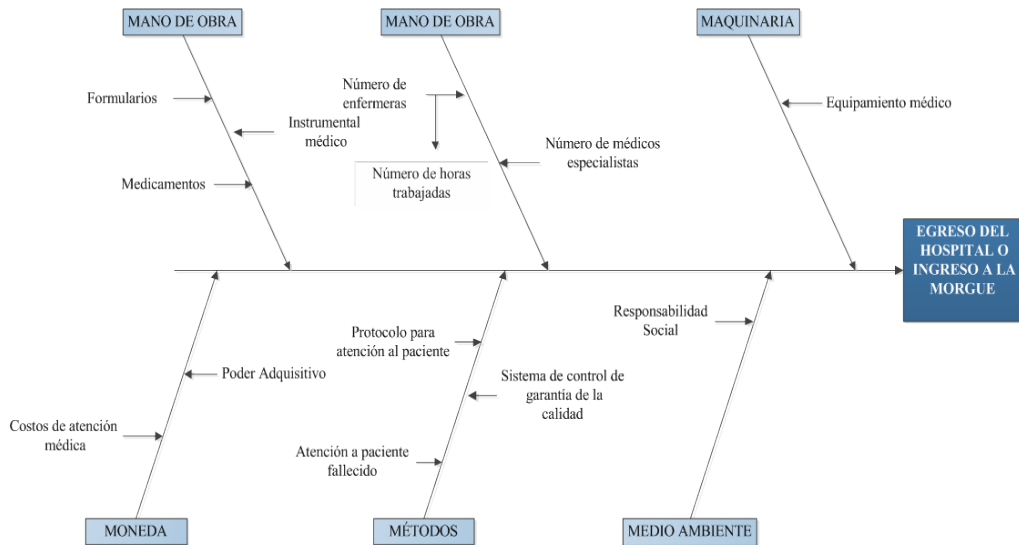 MANO DE OBRA
MANO DE OBRA
MAQUINARIA
Formularios
Instrumental
médico
Medicamentos
Número de
enfermeras
Número de horas
trabajadas
Número de médicos
especialistas
Equipamiento médico
EGRESO DEL
HOSPITAL O
INGRESO A LA
MORGUE
Poder Adquisitivo
Costos de atención
médica
Protocolo para
atención al paciente
Sistema de control de
garantía de la
calidad
Atención a paciente
fallecido
Responsabilidad
Social
MONEDA
MÉTODOS
MEDIO AMBIENTE